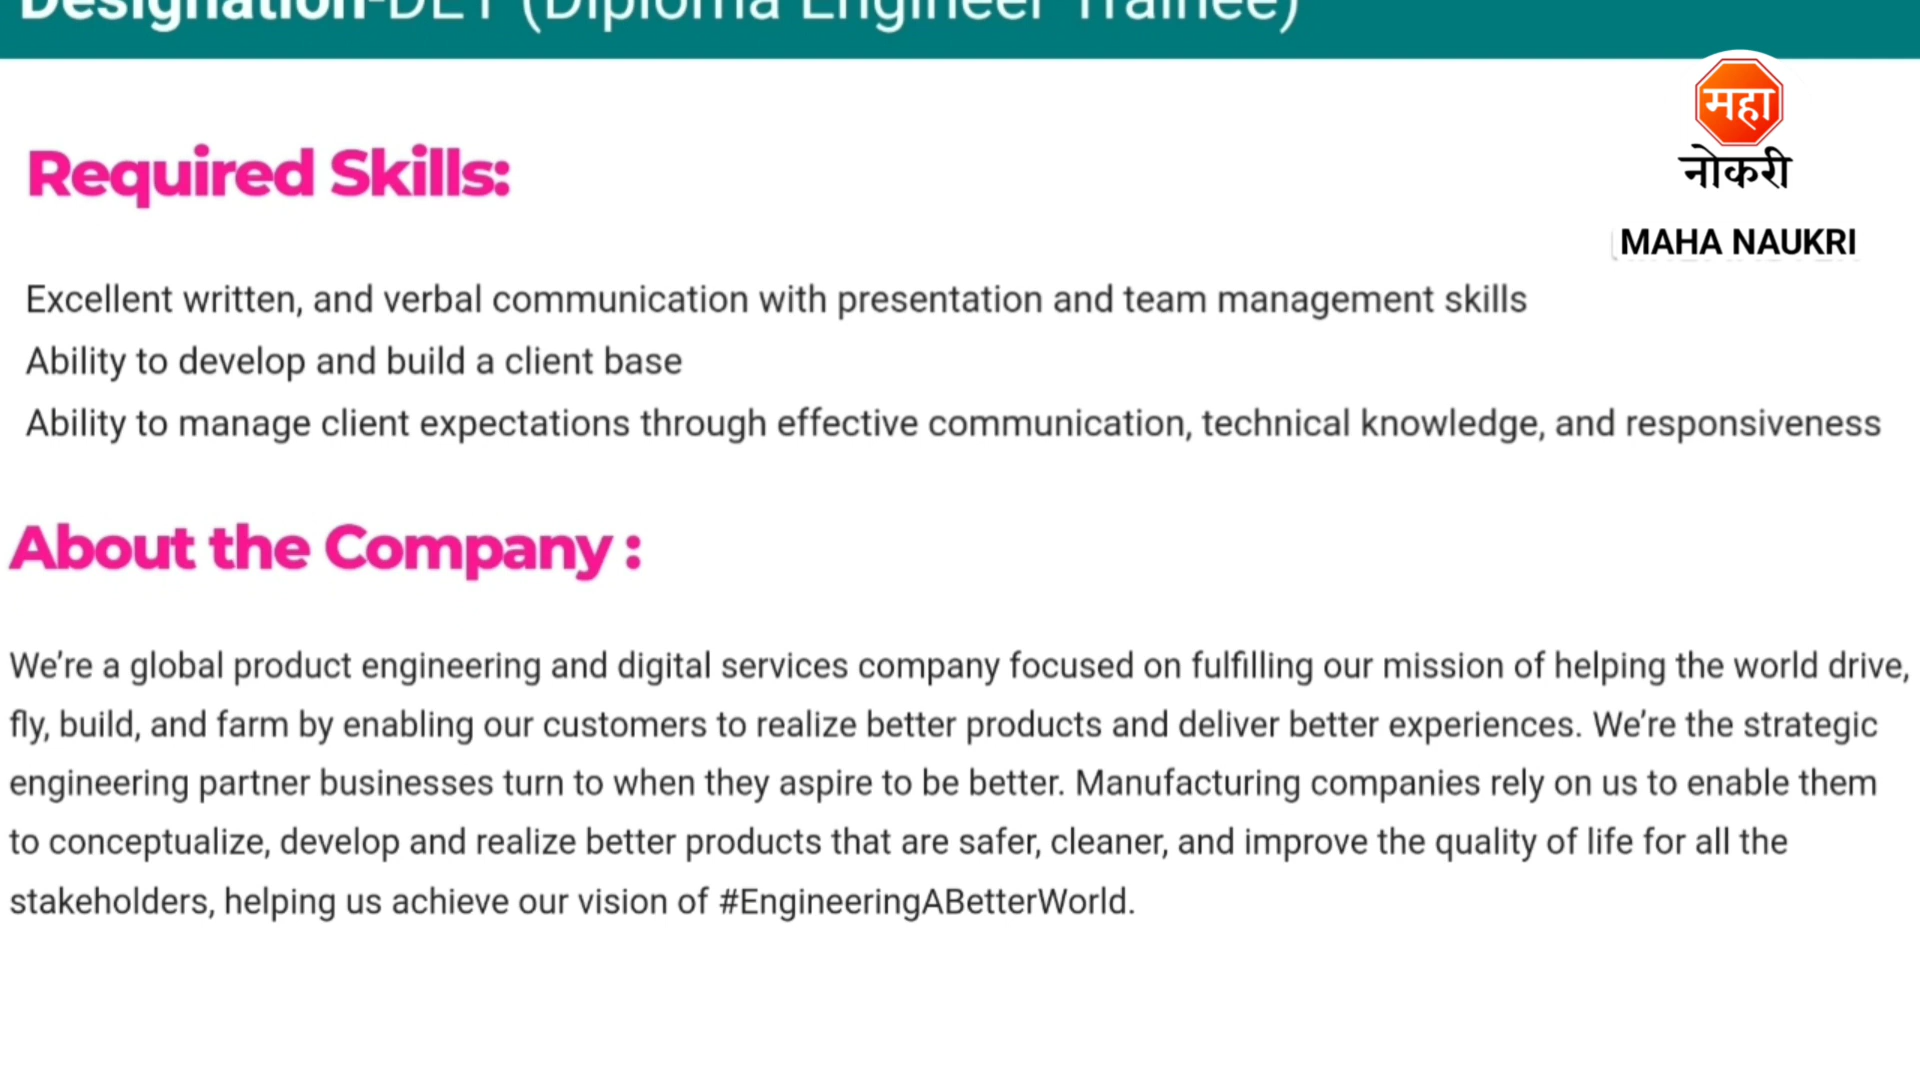 Designation-DET (Diploma Engineer Trainee)
महा
नोकरी
MAHA NAUKRI
Required Skills:
Excellent written, and verbal communication with presentation and team management skills
Ability to develop and build a client base
Ability to manage client expectations through effective communication, technical knowledge, and responsiveness
About the Company :
We’re a global product engineering and digital services company focused on fulfilling our mission of helping the world drive,
fly, build, and farm by enabling our customers to realize better products and deliver better experiences. We’re the strategic
engineering partner businesses turn to when they aspire to be better. Manufacturing companies rely on us to enable them
to conceptualize, develop and realize better products that are safer, cleaner, and improve the quality of life for all the
stakeholders, helping us achieve our vision of #EngineeringABetterWorld.